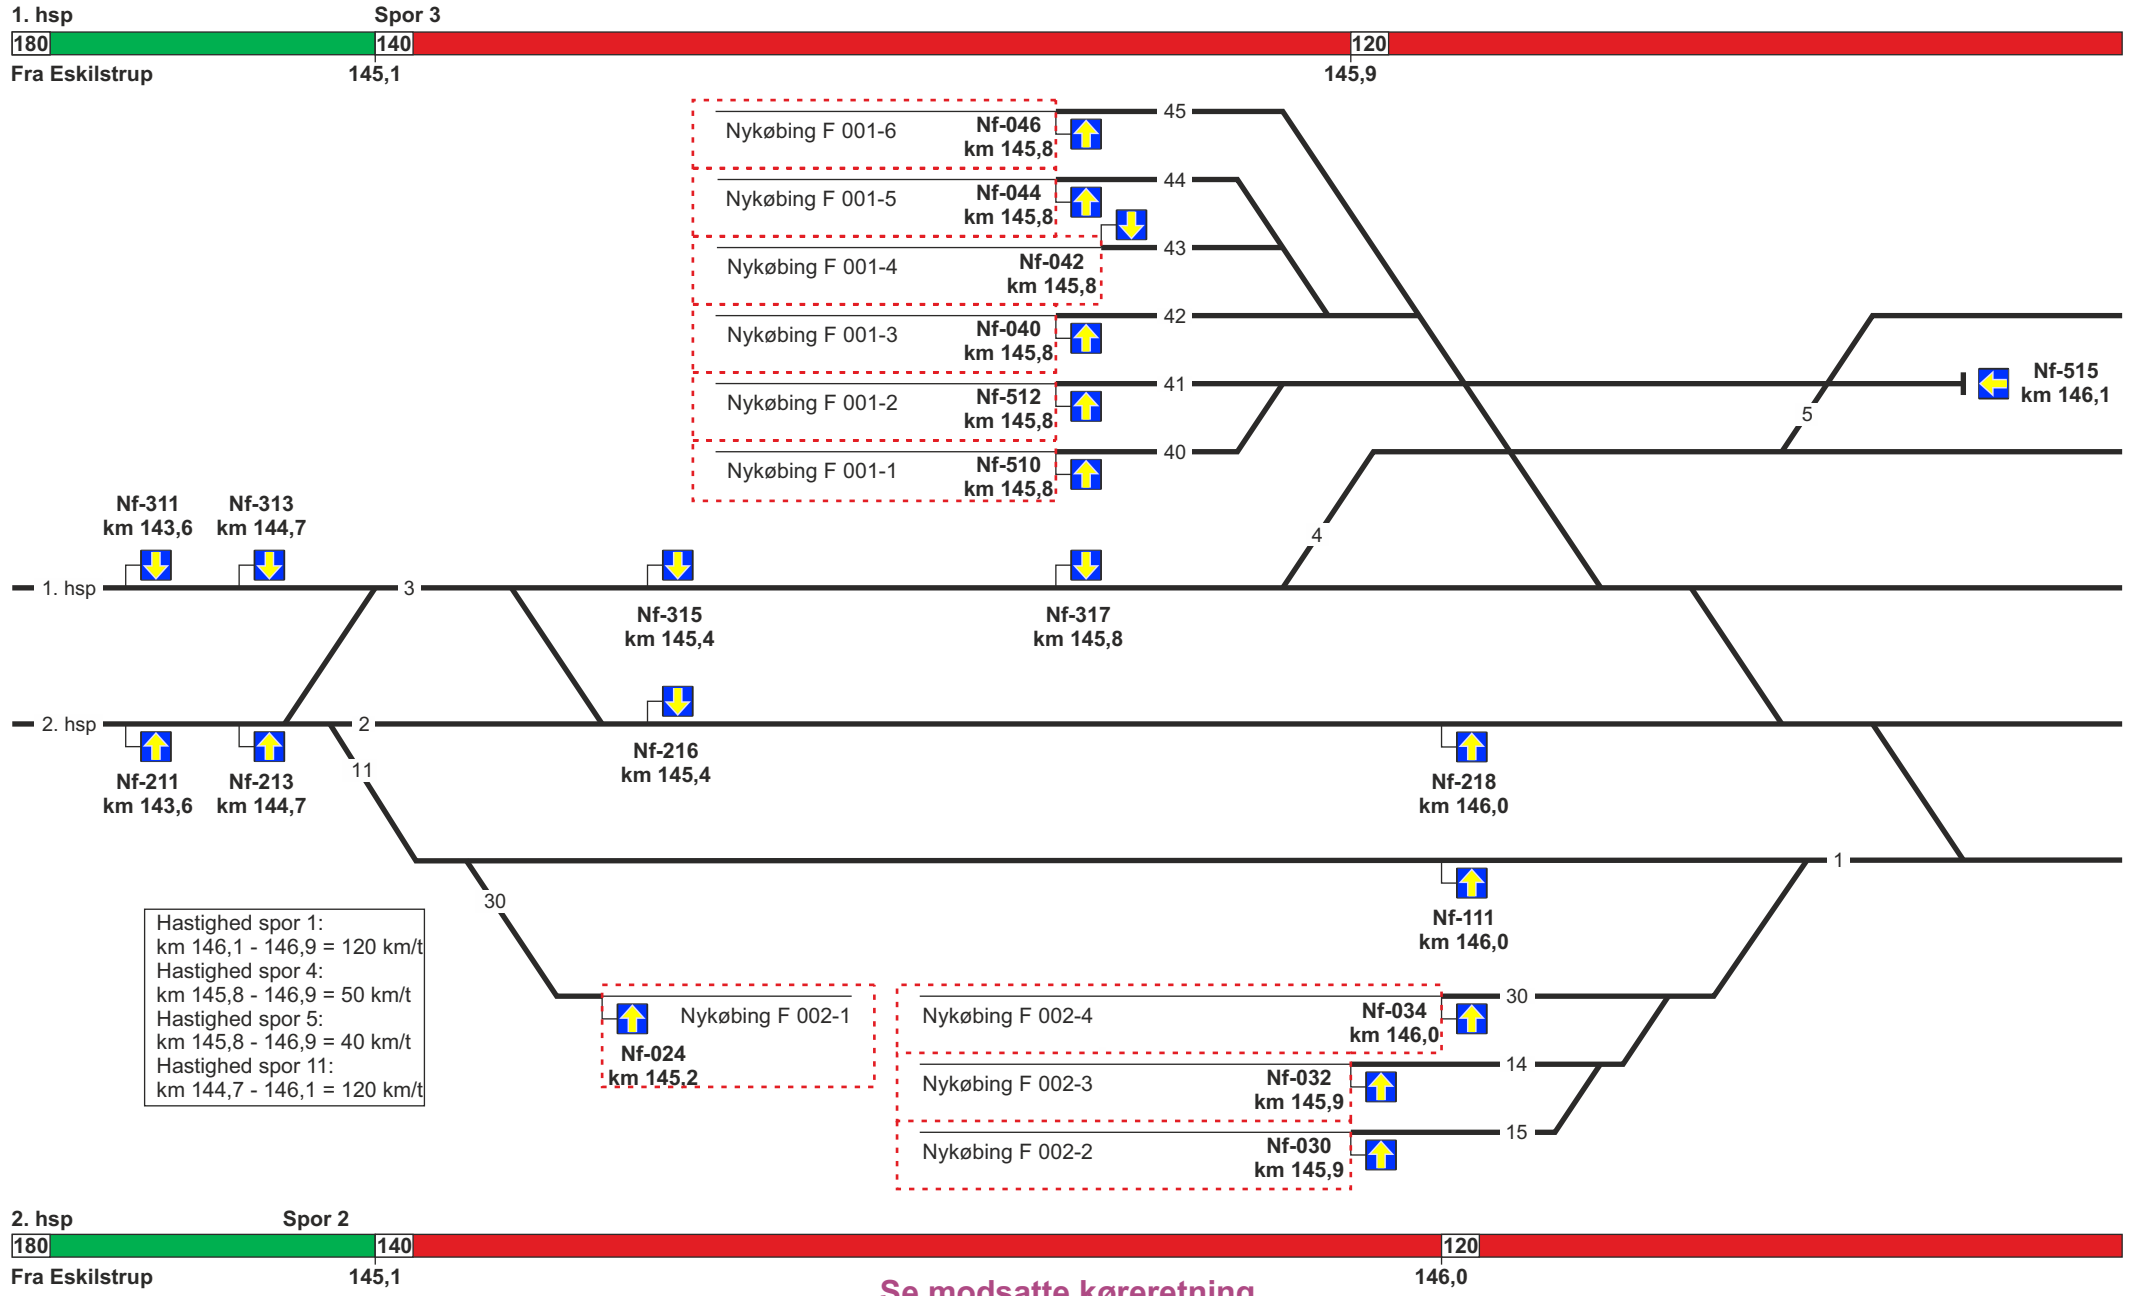 1. hsp
Spor 3
180
140
120
Fra Eskilstrup
145,1
145,9
45
Nykøbing F 001-6
Nf-046
km 145,8
44
Nykøbing F 001-5
Nf-044
km 145,8
43
Nykøbing F 001-4
Nf-042
km 145,8
42
Nykøbing F 001-3
Nf-040
km 145,8
41
Nykøbing F 001-2
Nf-512
km 145,8
40
Nykøbing F 001-1
Nf-510
km 145,8
Nf-515
km 146,1
5
4
Nf-311
km 143,6
Nf-313
km 144,7
1. hsp
3
Nf-315
km 145,4
Nf-317
km 145,8
2. hsp
2
Nf-211
km 143,6
Nf-213
km 144,7
11
Nf-216
km 145,4
Nf-218
km 146,0
1
30
Nf-111
km 146,0
Hastighed spor 1:
km 146,1 - 146,9 = 120 km/t
Hastighed spor 4:
km 145,8 - 146,9 = 50 km/t
Hastighed spor 5:
km 145,8 - 146,9 = 40 km/t
Hastighed spor 11:
km 144,7 - 146,1 = 120 km/t
Nykøbing F 002-1
Nf-024
km 145,2
Nykøbing F 002-4
Nf-034
km 146,0
30
Nykøbing F 002-3
Nf-032
km 145,9
14
Nykøbing F 002-2
Nf-030
km 145,9
15
2. hsp
Spor 2
180
140
120
Fra Eskilstrup
145,1
146,0
Se modsatte køreretning